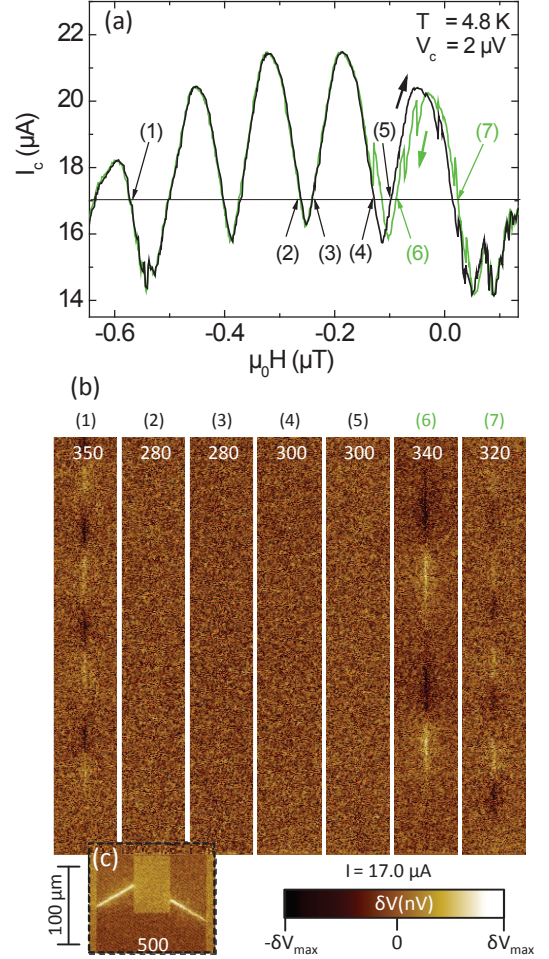 (a)
T = 4.8 K
V_c = 2 μV
22
20
18
16
14
I_c (μA)
(1)
(2)
(3)
(4)
(5)
(6)
(7)
-0.6
-0.4
-0.2
0.0
μ₀H (μT)
(b)
(1) (2) (3) (4) (5) (6) (7)
350 280 280 300 300 340 320
(c)
100 μm
500
I = 17.0 μA
δV(nV)
-δV_max 0 δV_max